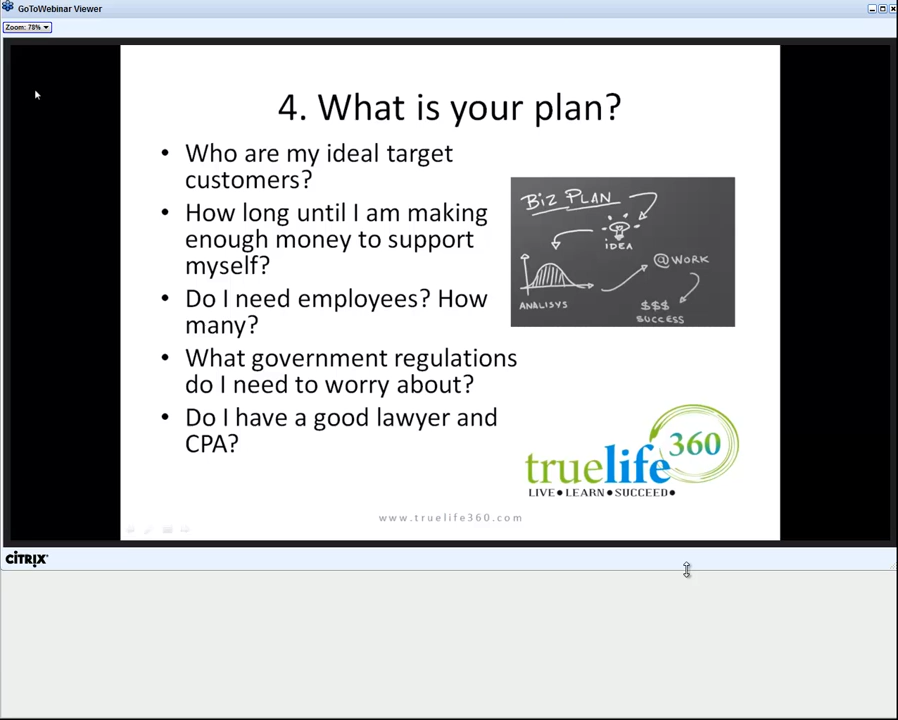 GoToWebinar Viewer
Zoom: 78%
4. What is your plan?
• Who are my ideal target
customers?
• How long until I am making
enough money to support
myself?
• Do I need employees? How
many?
• What government regulations
do I need to worry about?
• Do I have a good lawyer and
CPA?
BIZ PLAN
IDEA
@WORK
ANALISYS
$$$
SUCCESS
truelife 360
LIVE • LEARN • SUCCEED •
www.truelife360.com
CITRIX